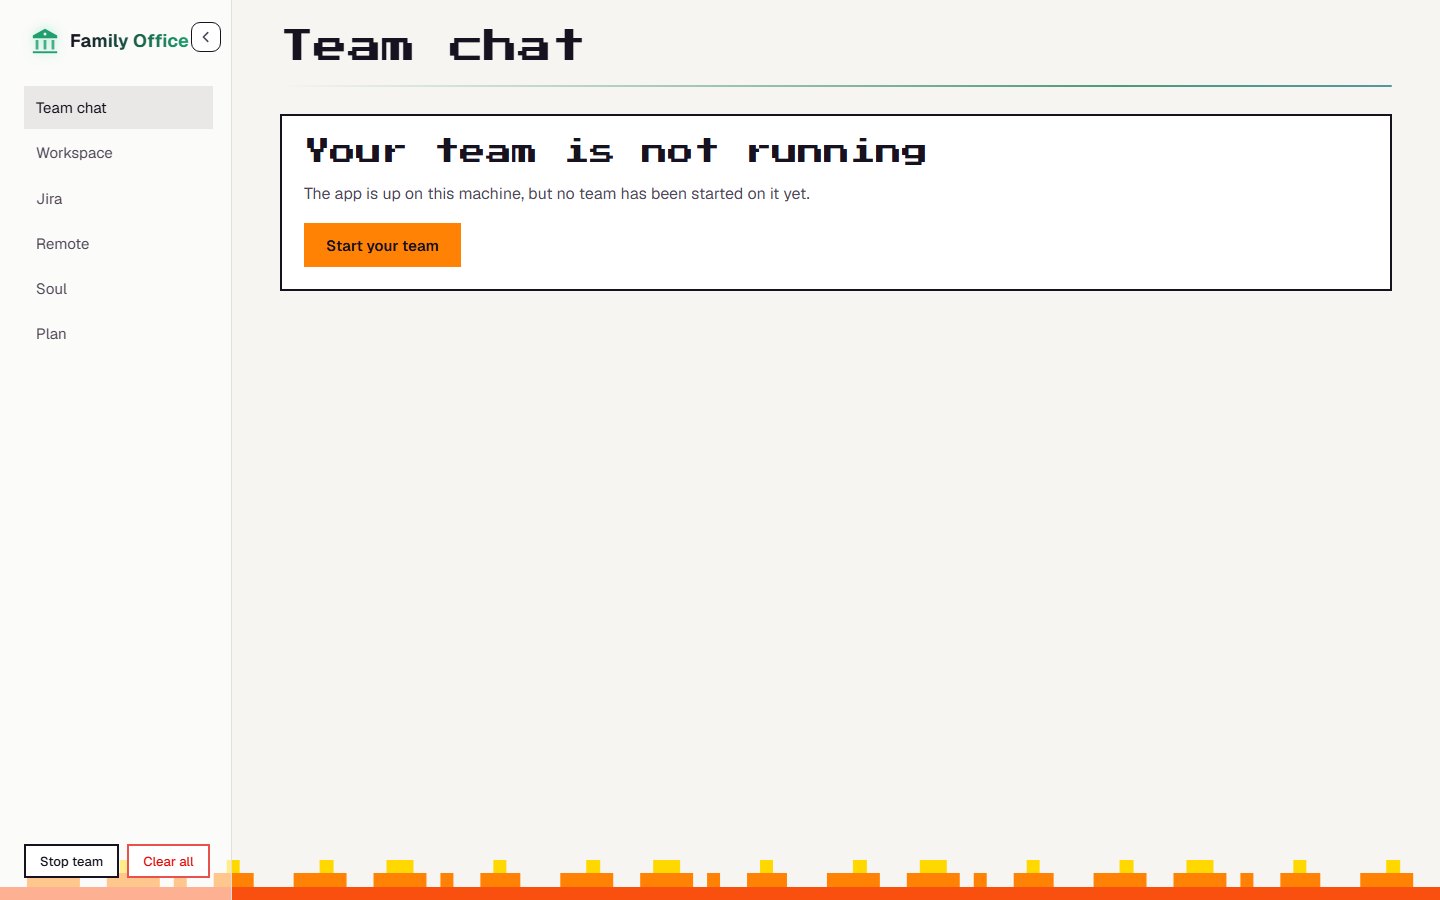 Family Office
Team chat
Workspace
Jira
Remote
Soul
Plan
Stop team
Clear all
Team chat
Your team is not running
The app is up on this machine, but no team has been started on it yet.
Start your team